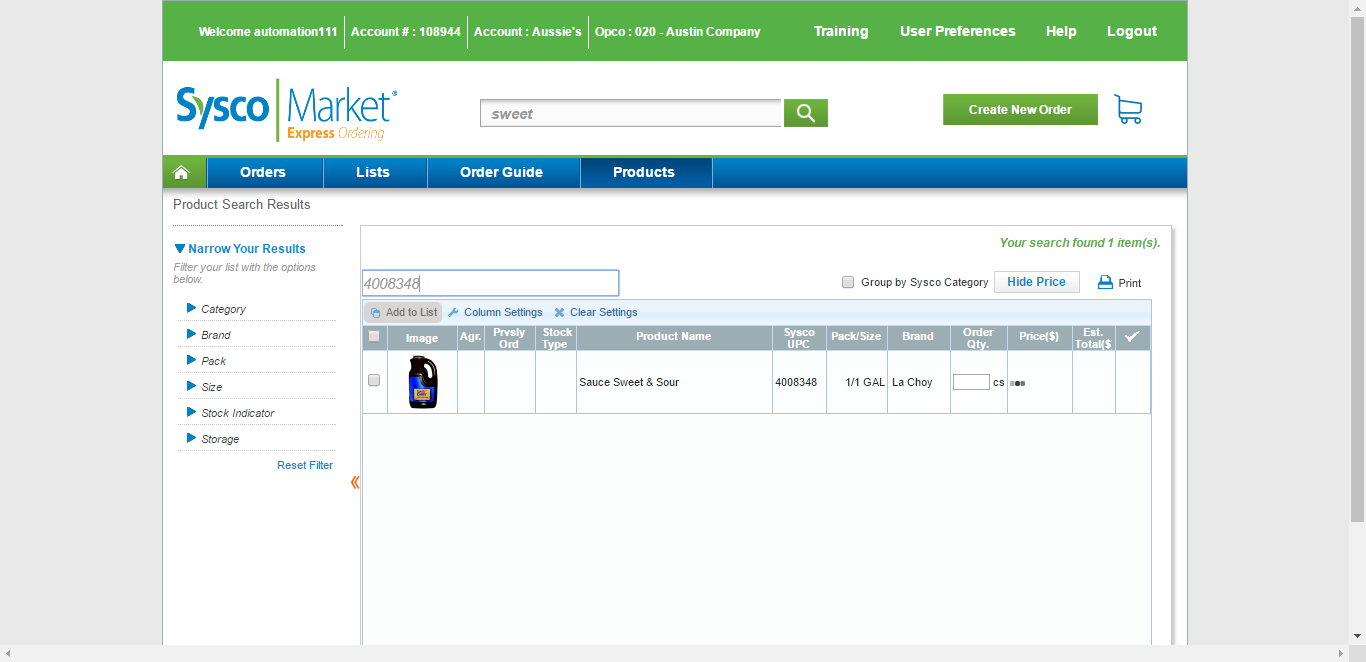 Welcome automation111 Account # : 108944 Account : Aussie's Opco : 020 - Austin Company Training User Preferences Help Logout
Sysco Market®
Express Ordering
sweet
Create New Order
Orders Lists Order Guide Products
Product Search Results
Narrow Your Results
Filter your list with the options
below.
Category
Brand
Pack
Size
Stock Indicator
Storage
Reset Filter
Your search found 1 item(s).
4008348
Group by Sysco Category Hide Price Print
Add to List Column Settings Clear Settings
Image Agr. Prvsly Ord Stock Type Product Name Sysco UPC Pack/Size Brand Order Qty. Price($) Est. Total($
Sauce Sweet & Sour 4008348 1/1 GAL La Choy cs